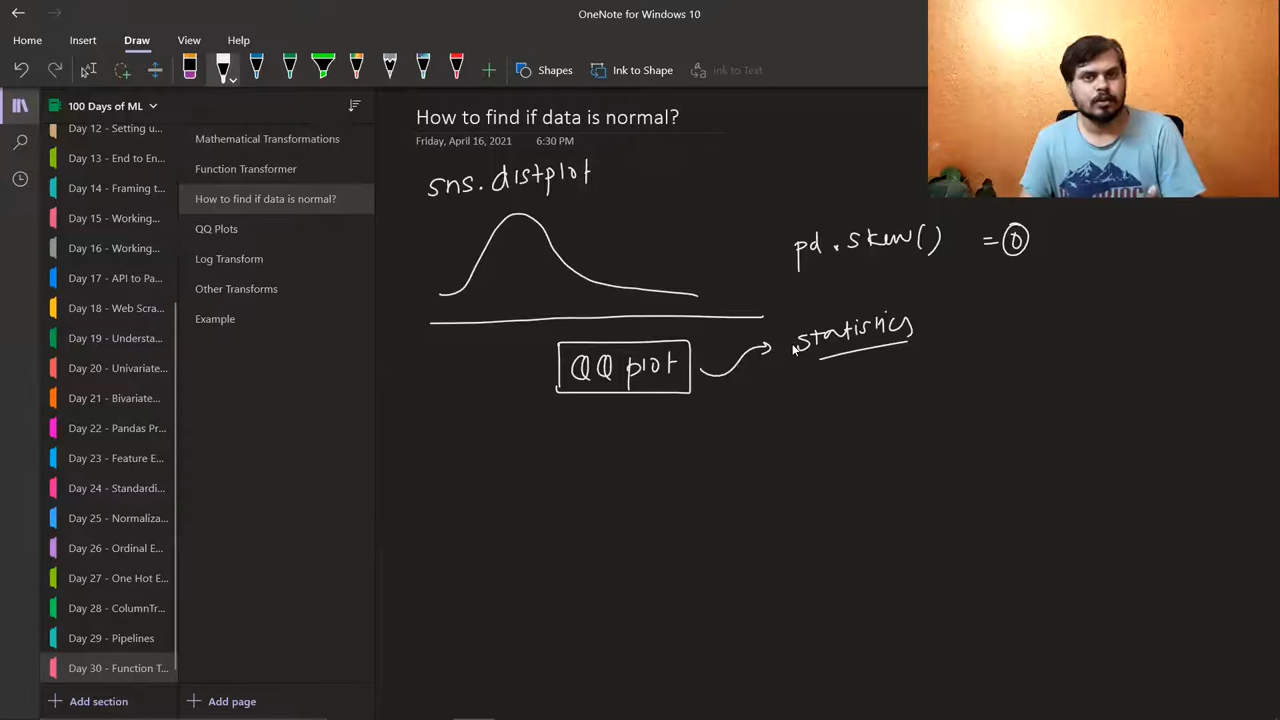 OneNote for Windows 10
Home Insert Draw View Help
Shapes Ink to Shape Ink to Text
100 Days of ML
Day 12 - Setting u...
Day 13 - End to En...
Day 14 - Framing t...
Day 15 - Working...
Day 16 - Working...
Day 17 - API to Pa...
Day 18 - Web Scra...
Day 19 - Understa...
Day 20 - Univariate...
Day 21 - Bivariate...
Day 22 - Pandas Pr...
Day 23 - Feature E...
Day 24 - Standardi...
Day 25 - Normaliza...
Day 26 - Ordinal E...
Day 27 - One Hot E...
Day 28 - ColumnTr...
Day 29 - Pipelines
Day 30 - Function T...
Add section
Mathematical Transformations
Function Transformer
How to find if data is normal?
QQ Plots
Log Transform
Other Transforms
Example
Add page
How to find if data is normal?
Friday, April 16, 2021 6:30 PM
sns.distplot
pd.skew() = 0
statistics
QQ plot